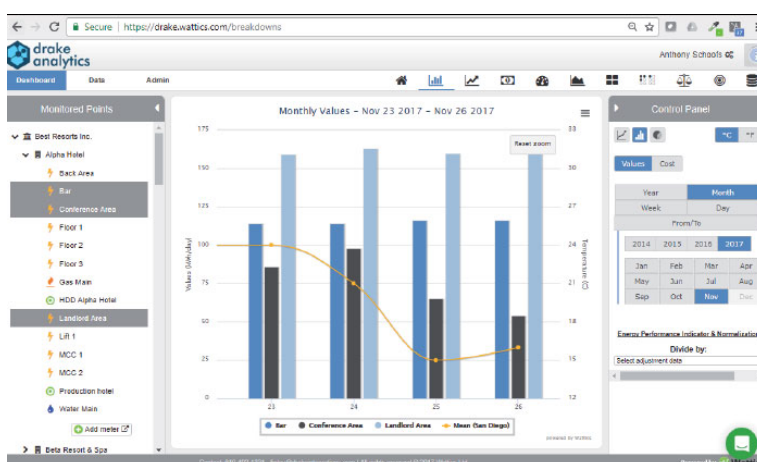 Secure | https://drake.wattics.com/breakdowns
drake
analytics
Anthony Schoofs
Dashboard Data Admin
Monitored Points
Best Resorts Inc.
Alpha Hotel
Back Area
Bar
Conference Area
Floor 1
Floor 2
Floor 3
Gas Main
HDD Alpha Hotel
Landlord Area
Lift 1
MCC 1
MCC 2
Production hotel
Water Main
Add meter
Beta Resort & Spa
Monthly Values - Nov 23 2017 - Nov 26 2017
Reset zoom
175
150
125
100
75
50
25
0
Values (kWh/day)
33
30
27
24
21
18
15
12
Temperature (C)
23 24 25 26
Bar Conference Area Landlord Area Mean (San Diego)
powered by Wattics
Control Panel
°C °F
Values Cost
Year Month
Week Day
From/To
2014 2015 2016 2017
Jan Feb Mar Apr
May Jun Jul Aug
Sep Oct Nov Dec
Energy Performance Indicator & Normalization
Divide by:
Select adjustment data